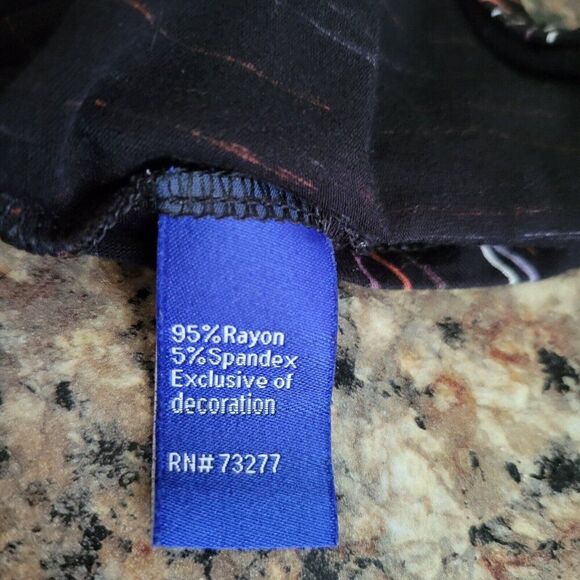 95%Rayon
5%Spandex
Exclusive of
decoration
RN# 73277